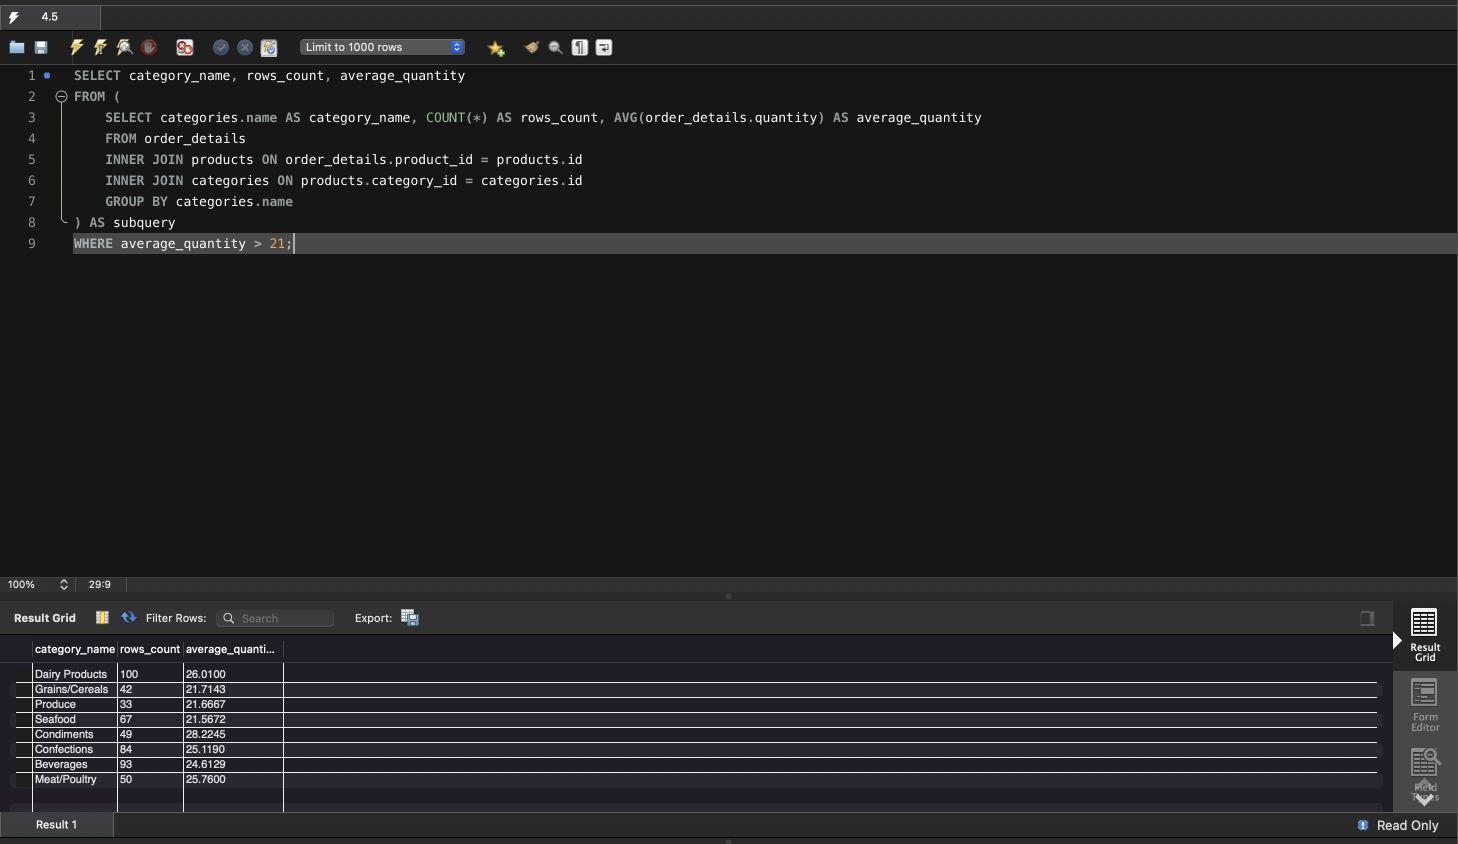 4.5
Limit to 1000 rows
1 SELECT category_name, rows_count, average_quantity
2 FROM (
3 SELECT categories.name AS category_name, COUNT(*) AS rows_count, AVG(order_details.quantity) AS average_quantity
4 FROM order_details
5 INNER JOIN products ON order_details.product_id = products.id
6 INNER JOIN categories ON products.category_id = categories.id
7 GROUP BY categories.name
8 ) AS subquery
9 WHERE average_quantity > 21;
100% 29:9
Result Grid Filter Rows: Search Export:
category_name rows_count average_quanti...
Dairy Products 100 26.0100
Grains/Cereals 42 21.7143
Produce 33 21.6667
Seafood 67 21.5672
Condiments 49 28.2245
Confections 84 25.1190
Beverages 93 24.6129
Meat/Poultry 50 25.7600
Result
Grid
Form
Editor
Field
Types
Result 1
Read Only